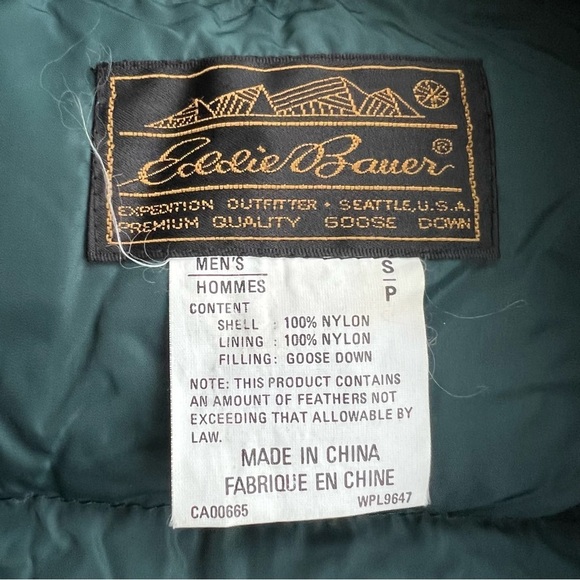 Eddie Bauer®
EXPEDITION OUTFITTER • SEATTLE, U.S.A.
PREMIUM QUALITY GOOSE DOWN
MEN'S S
HOMMES P
CONTENT
SHELL : 100% NYLON
LINING : 100% NYLON
FILLING: GOOSE DOWN
NOTE: THIS PRODUCT CONTAINS
AN AMOUNT OF FEATHERS NOT
EXCEEDING THAT ALLOWABLE BY
LAW.
MADE IN CHINA
FABRIQUE EN CHINE
CA00665 WPL9647